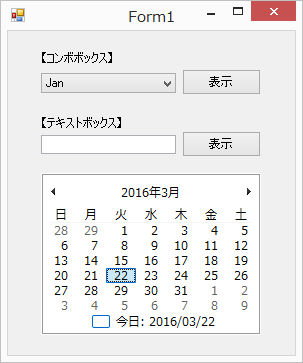 Form1
【コンボボックス】
Jan 表示
【テキストボックス】
表示
2016年3月
日 月 火 水 木 金 土
28 29 1 2 3 4 5
6 7 8 9 10 11 12
13 14 15 16 17 18 19
20 21 22 23 24 25 26
27 28 29 30 31 1 2
3 4 5 6 7 8 9
今日: 2016/03/22